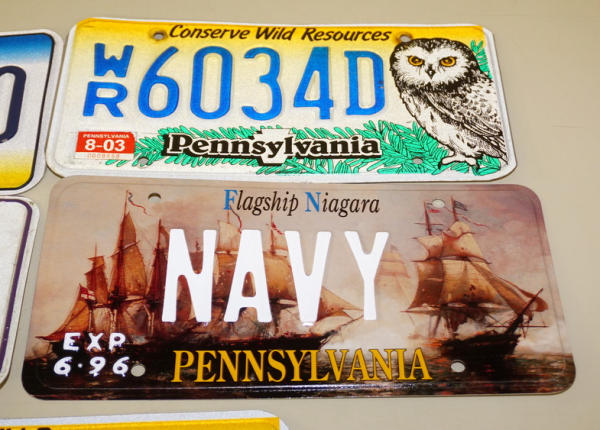 Conserve Wild Resources
WR 6034D
PENNSYLVANIA
8-03
Pennsylvania
Flagship Niagara
NAVY
EXP
6·96
PENNSYLVANIA